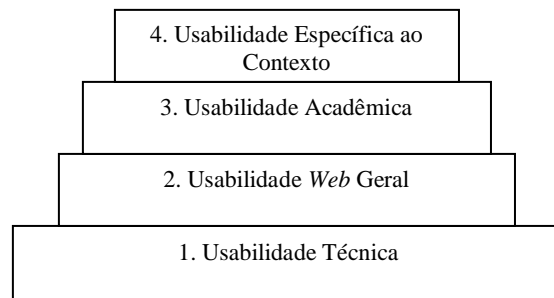 4. Usabilidade Específica ao
Contexto
3. Usabilidade Acadêmica
2. Usabilidade Web Geral
1. Usabilidade Técnica